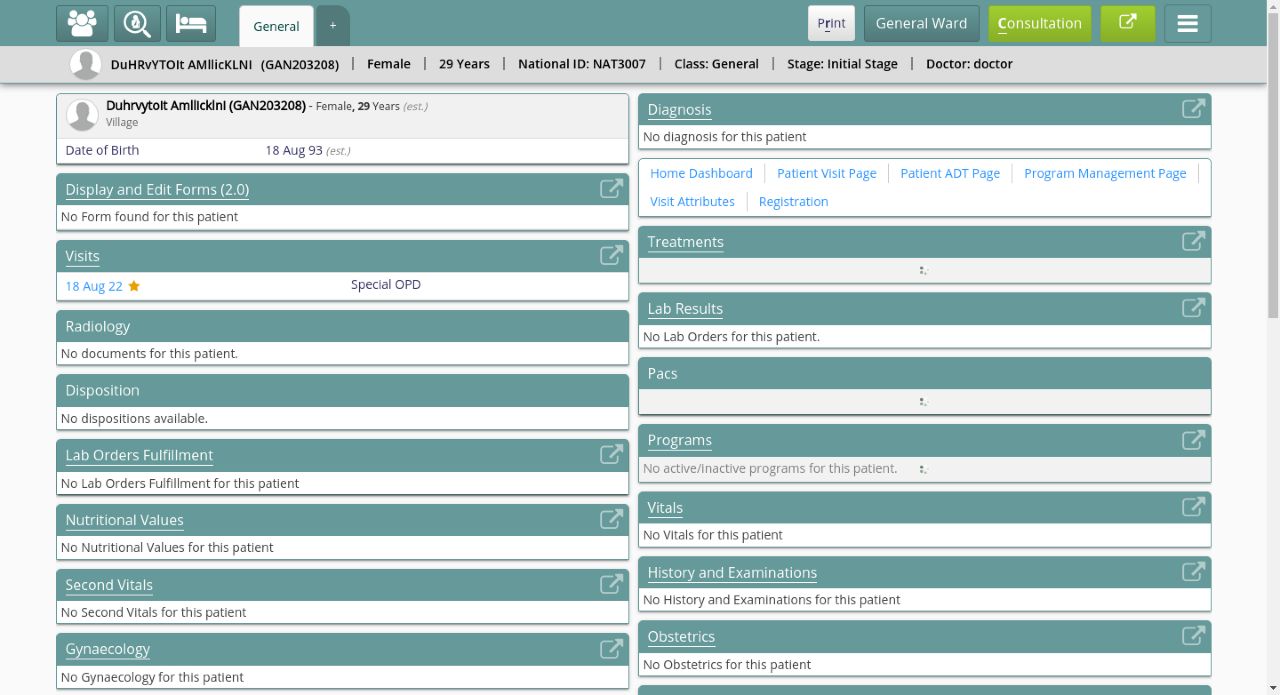 General
+
Print
General Ward
Consultation
DuHRvYTOIt AMIlicKLNI (GAN203208) | Female | 29 Years | National ID: NAT3007 | Class: General | Stage: Initial Stage | Doctor: doctor
Duhrvytoit Amllickini (GAN203208) - Female, 29 Years (est.)
Village
Date of Birth 18 Aug 93 (est.)
Display and Edit Forms (2.0)
No Form found for this patient
Visits
18 Aug 22 Special OPD
Radiology
No documents for this patient.
Disposition
No dispositions available.
Lab Orders Fulfillment
No Lab Orders Fulfillment for this patient
Nutritional Values
No Nutritional Values for this patient
Second Vitals
No Second Vitals for this patient
Gynaecology
No Gynaecology for this patient
Diagnosis
No diagnosis for this patient
Home Dashboard | Patient Visit Page | Patient ADT Page | Program Management Page |
Visit Attributes | Registration
Treatments
Lab Results
No Lab Orders for this patient.
Pacs
Programs
No active/inactive programs for this patient.
Vitals
No Vitals for this patient
History and Examinations
No History and Examinations for this patient
Obstetrics
No Obstetrics for this patient